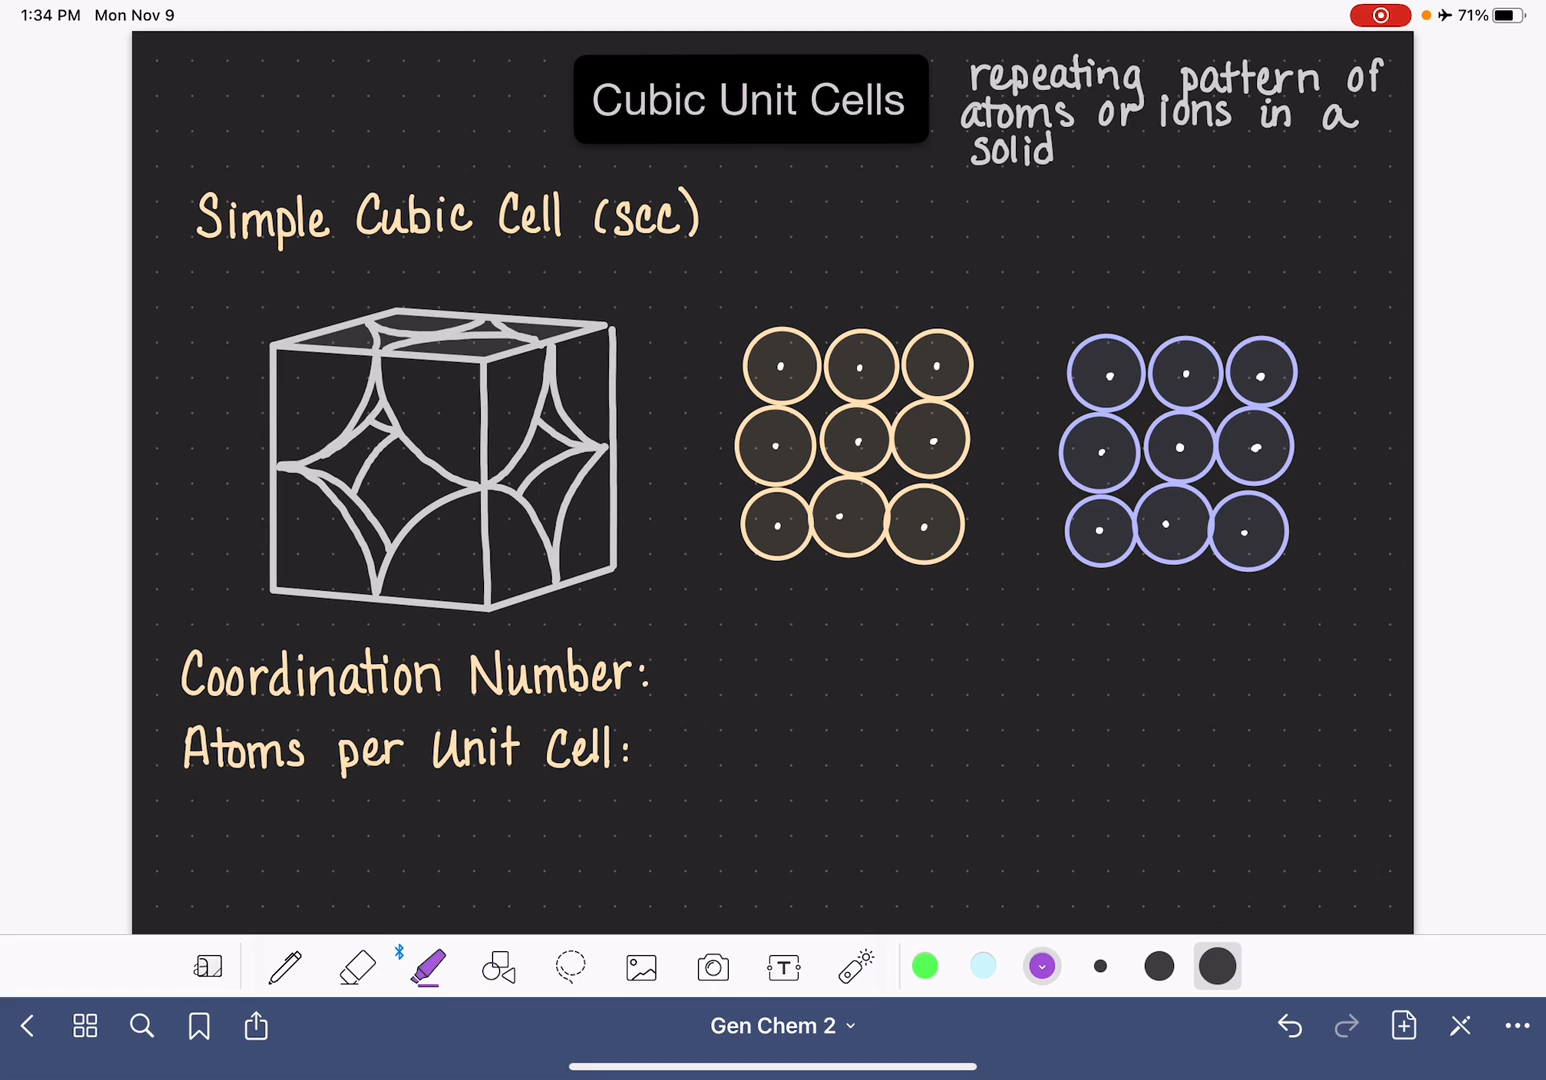 1:34 PM Mon Nov 9
71%
Cubic Unit Cells
repeating pattern of
atoms or ions in a
solid
Simple Cubic Cell (scc)
Coordination Number:
Atoms per Unit Cell:
Gen Chem 2